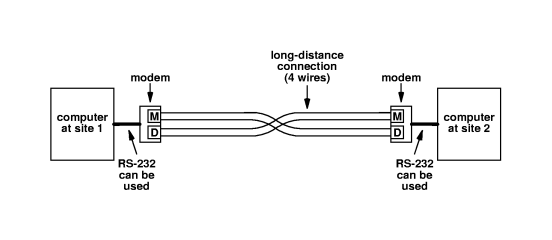 long-distance
connection
(4 wires)
modem
modem
computer
at site 1
M
D
M
D
computer
at site 2
RS-232
can be
used
RS-232
can be
used